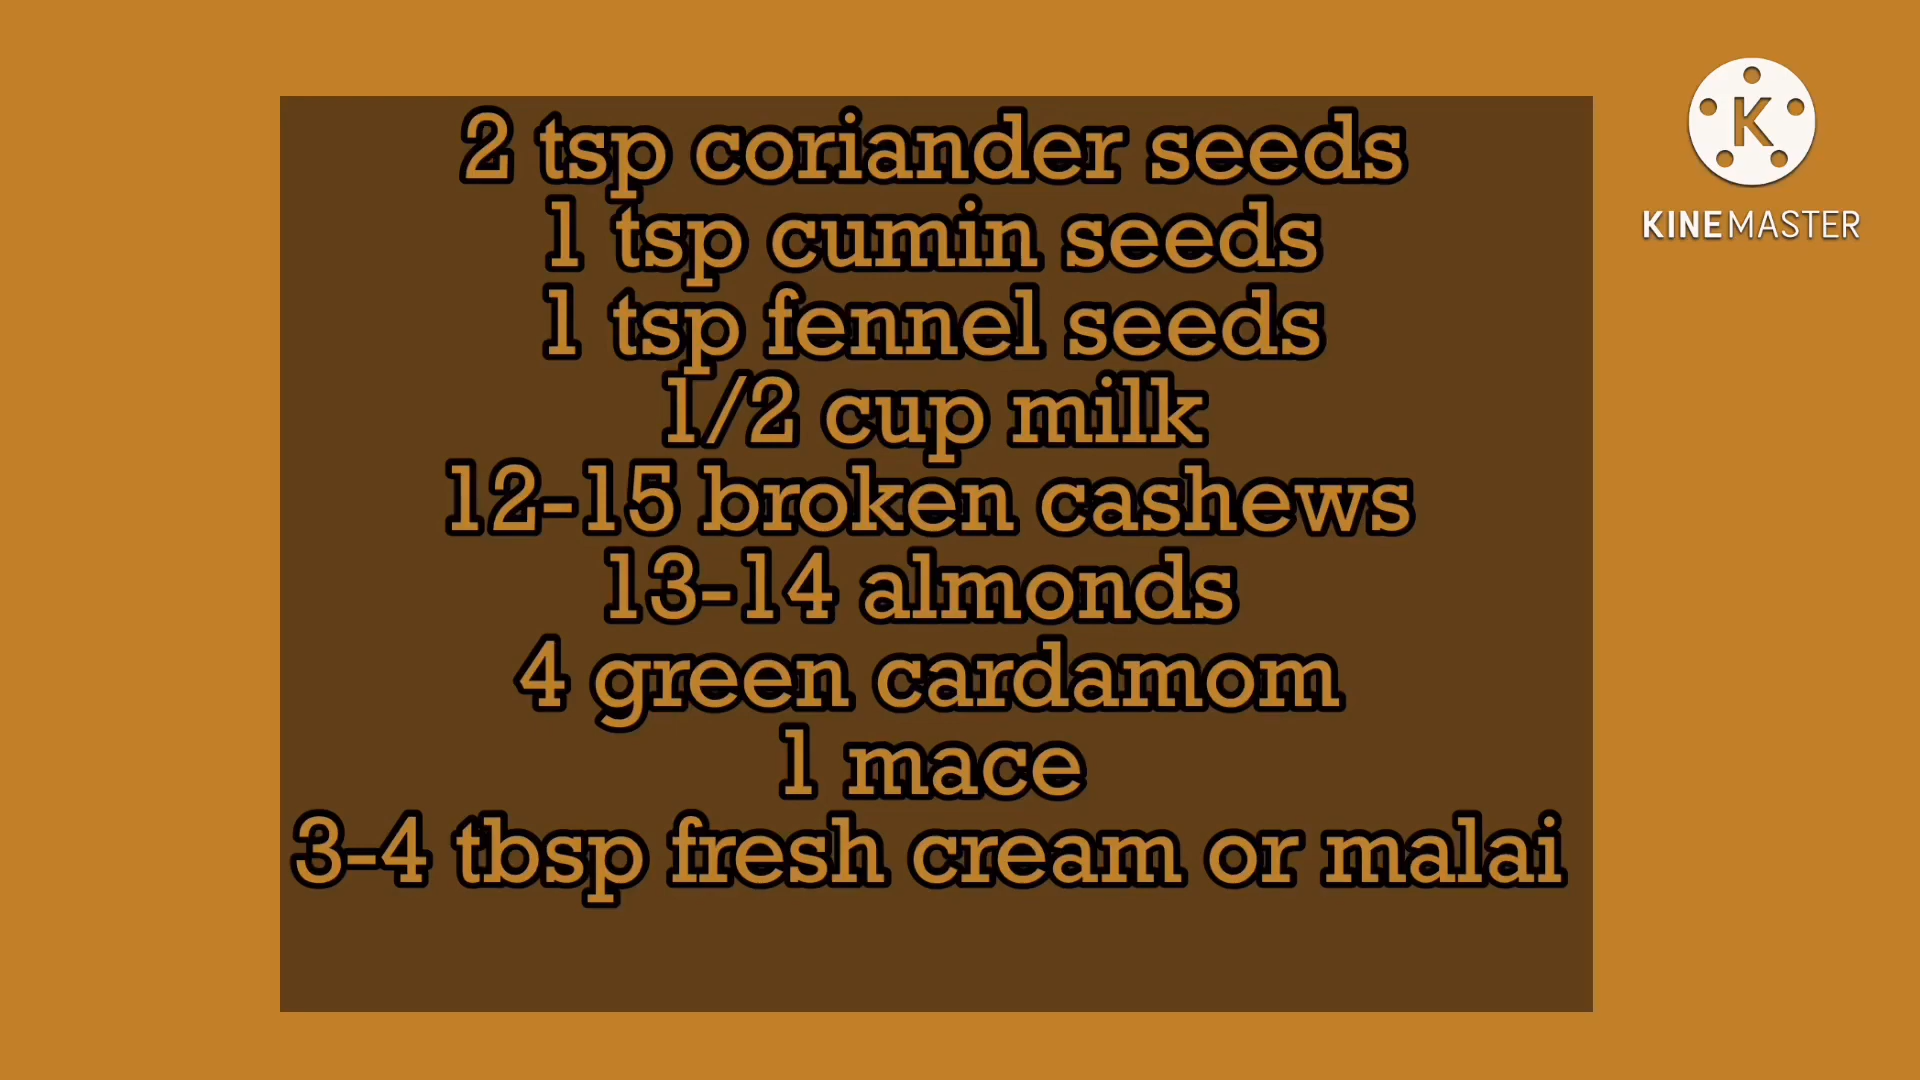 2 tsp coriander seeds
1 tsp cumin seeds
1 tsp fennel seeds
1/2 cup milk
12-15 broken cashews
13-14 almonds
4 green cardamom
1 mace
3-4 tbsp fresh cream or malai
K
KINEMASTER